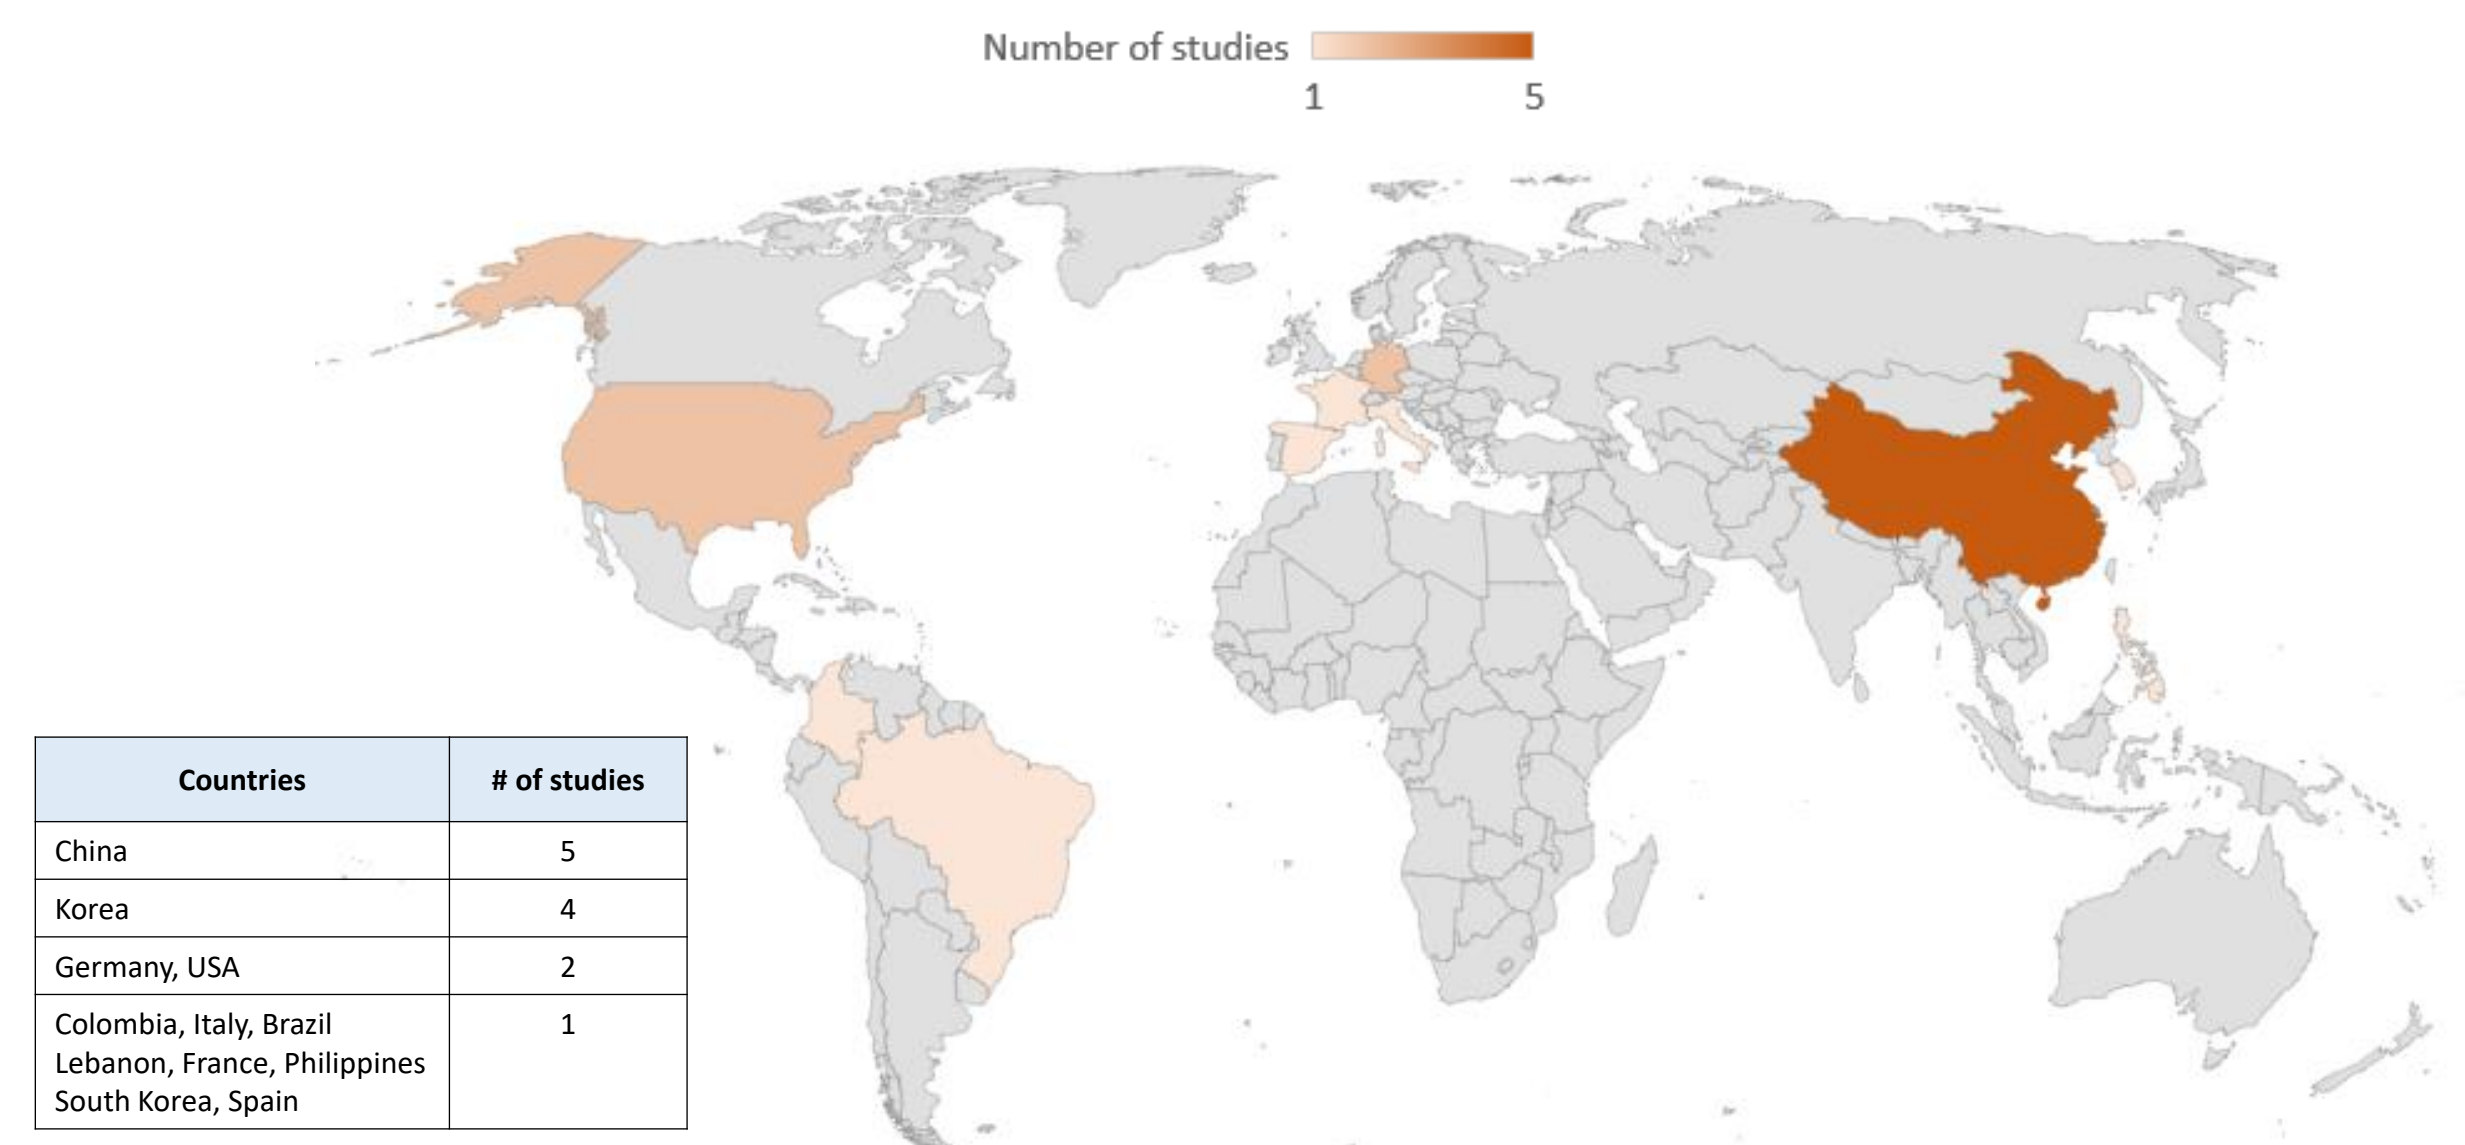 Number of studies
1 5
Countries # of studies
China 5
Korea 4
Germany, USA 2
Colombia, Italy, Brazil 1
Lebanon, France, Philippines
South Korea, Spain